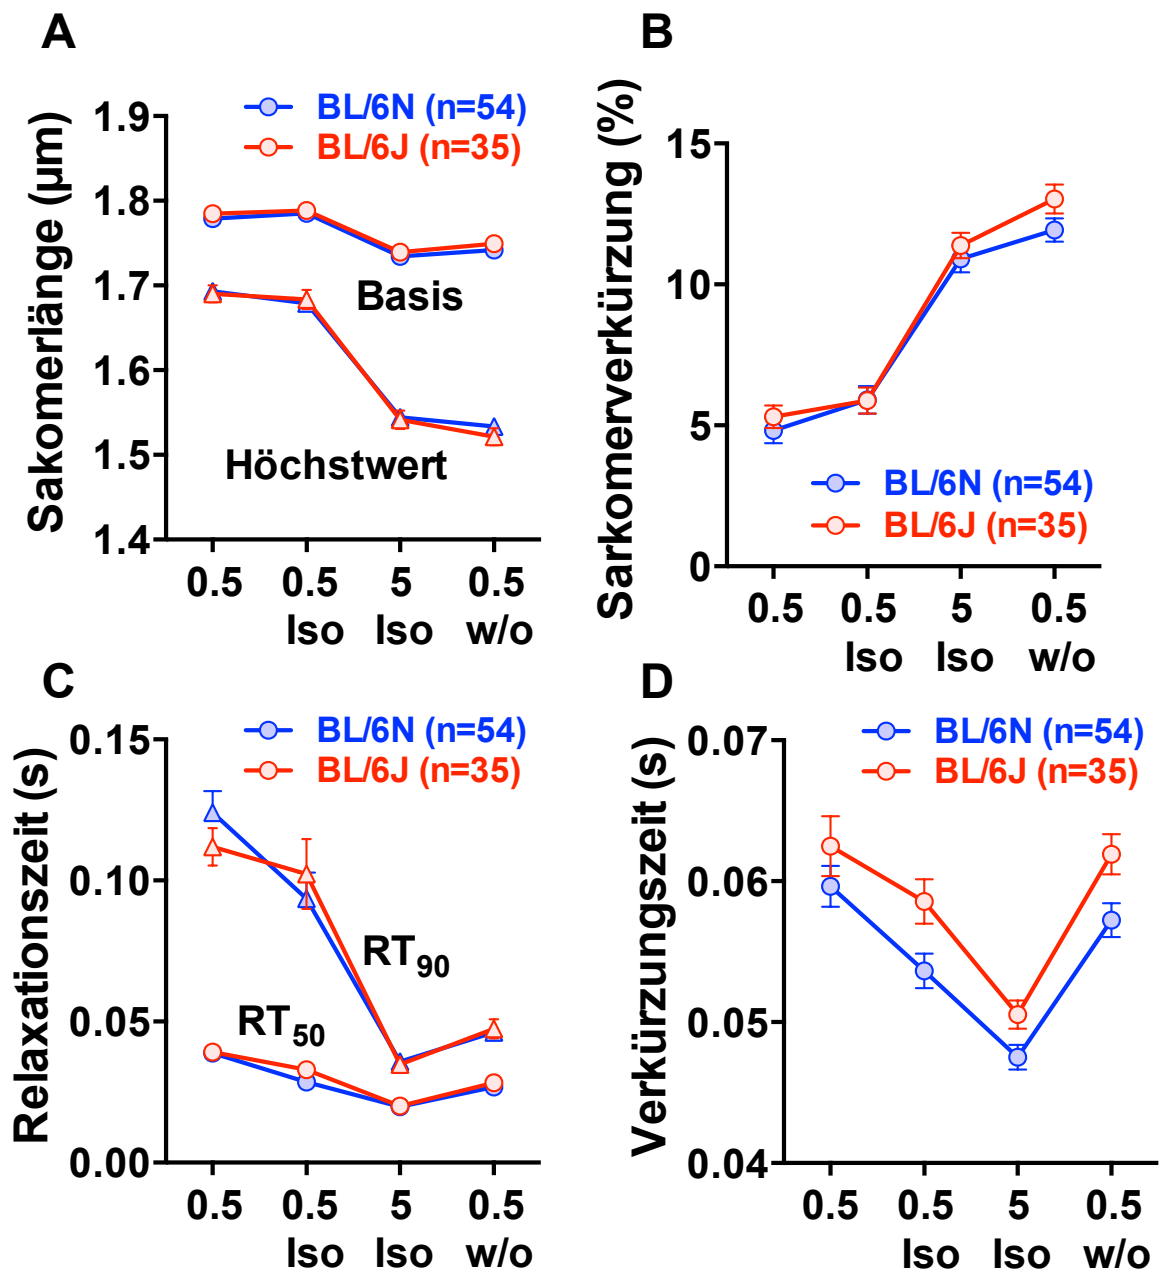 A
BL/6N (n=54)
BL/6J (n=35)
Sakomerlänge (µm)
1.9
1.8
1.7
1.6
1.5
1.4
Basis
Höchstwert
0.5 0.5 5 0.5
Iso Iso w/o
B
Sarkomerverkürzung (%)
15
10
5
0
BL/6N (n=54)
BL/6J (n=35)
0.5 0.5 5 0.5
Iso Iso w/o
C
BL/6N (n=54)
BL/6J (n=35)
Relaxationszeit (s)
0.15
0.10
0.05
0.00
RT90
RT50
0.5 0.5 5 0.5
Iso Iso w/o
D
BL/6N (n=54)
BL/6J (n=35)
Verkürzungszeit (s)
0.07
0.06
0.05
0.04
0.5 0.5 5 0.5
Iso Iso w/o